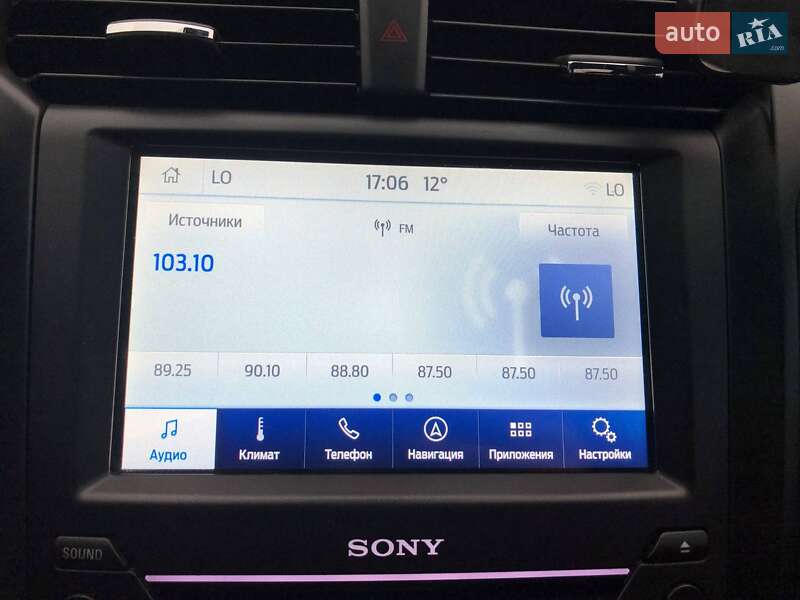 auto RIA .com
LO 17:06 12° LO
Источники FM Частота
103.10
89.25 90.10 88.80 87.50 87.50 87.50
Аудио Климат Телефон Навигация Приложения Настройки
SONY
SOUND